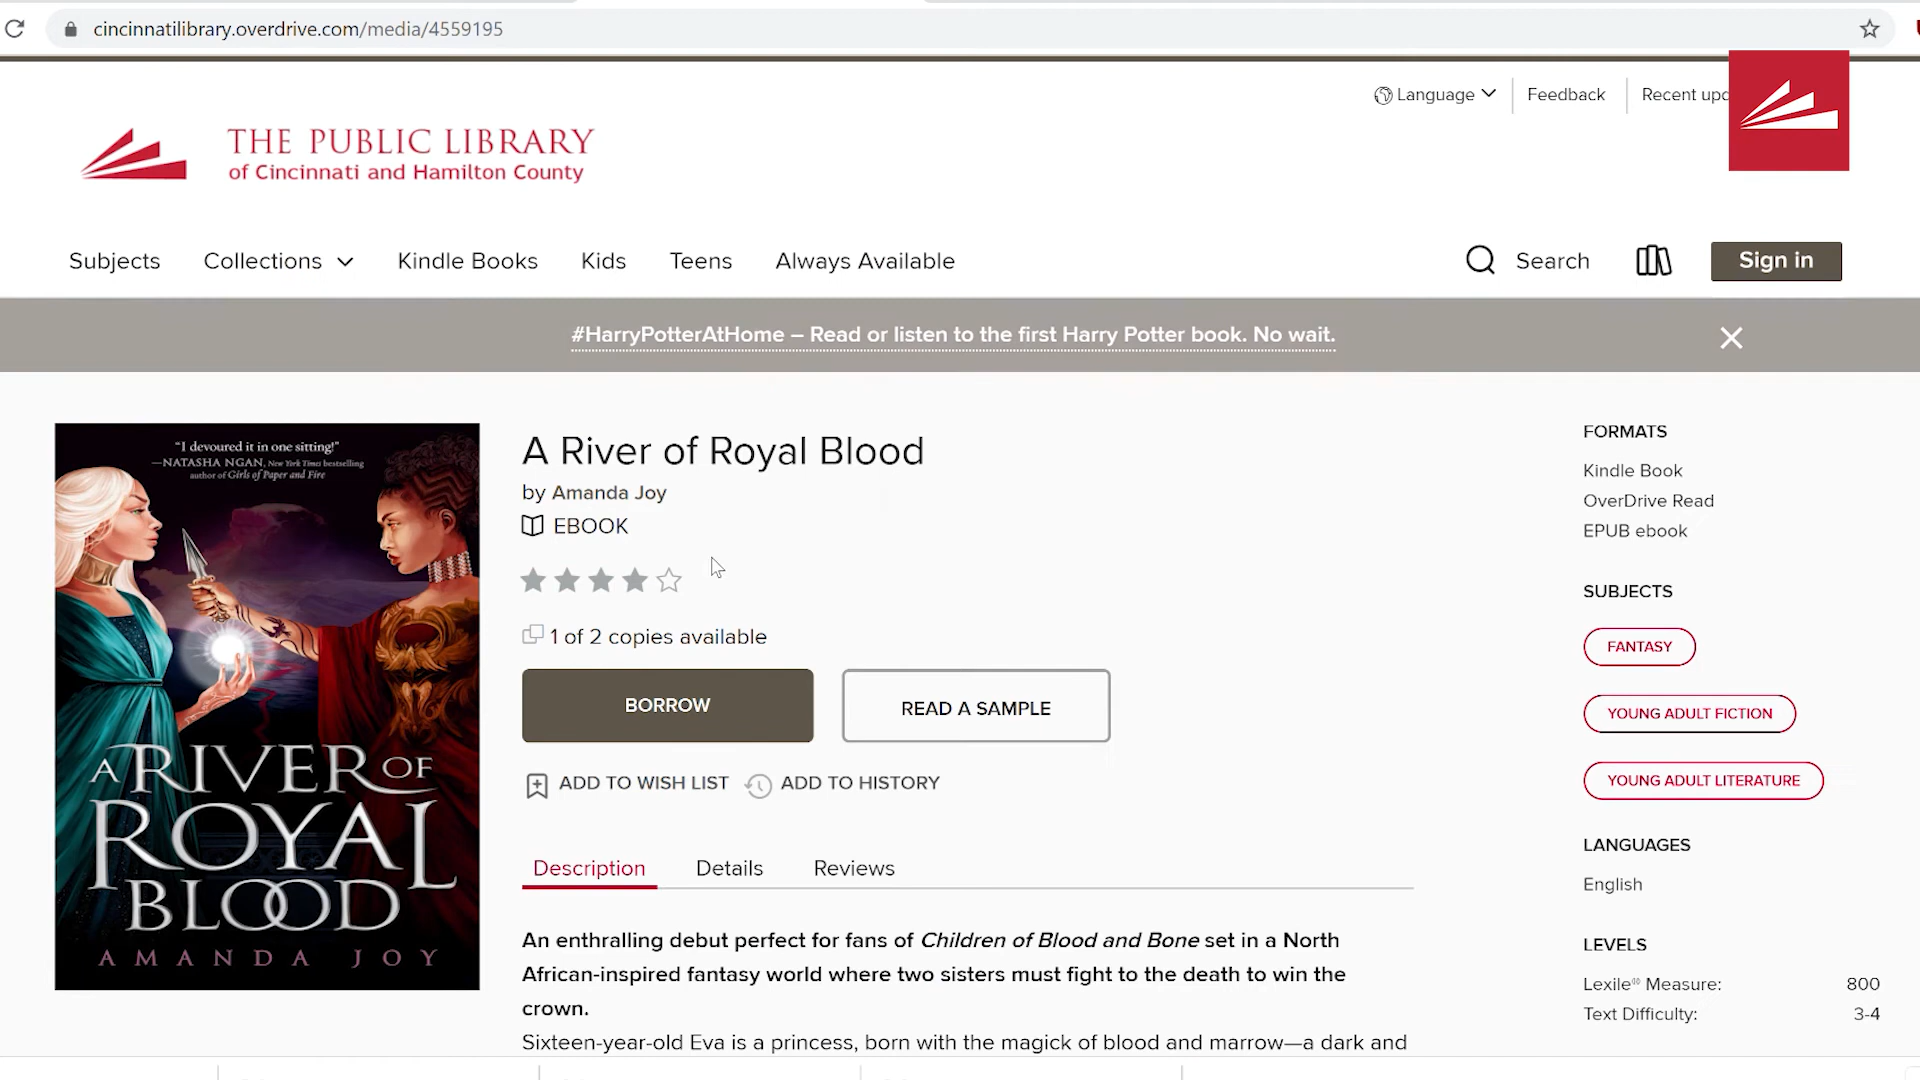 cincinnatilibrary.overdrive.com/media/4559195
Language
Feedback
Recent upd
THE PUBLIC LIBRARY
of Cincinnati and Hamilton County
Subjects
Collections
Kindle Books
Kids
Teens
Always Available
Search
Sign in
#HarryPotterAtHome – Read or listen to the first Harry Potter book. No wait.
"I devoured it in one sitting!"
—NATASHA NGAN, New York Times bestselling
author of Girls of Paper and Fire
A RIVER OF
ROYAL
BLOOD
AMANDA JOY
A River of Royal Blood
by Amanda Joy
EBOOK
1 of 2 copies available
BORROW
READ A SAMPLE
ADD TO WISH LIST
ADD TO HISTORY
Description
Details
Reviews
An enthralling debut perfect for fans of Children of Blood and Bone set in a North
African-inspired fantasy world where two sisters must fight to the death to win the
crown.
Sixteen-year-old Eva is a princess, born with the magick of blood and marrow—a dark and
FORMATS
Kindle Book
OverDrive Read
EPUB ebook
SUBJECTS
FANTASY
YOUNG ADULT FICTION
YOUNG ADULT LITERATURE
LANGUAGES
English
LEVELS
Lexile® Measure: 800
Text Difficulty: 3-4